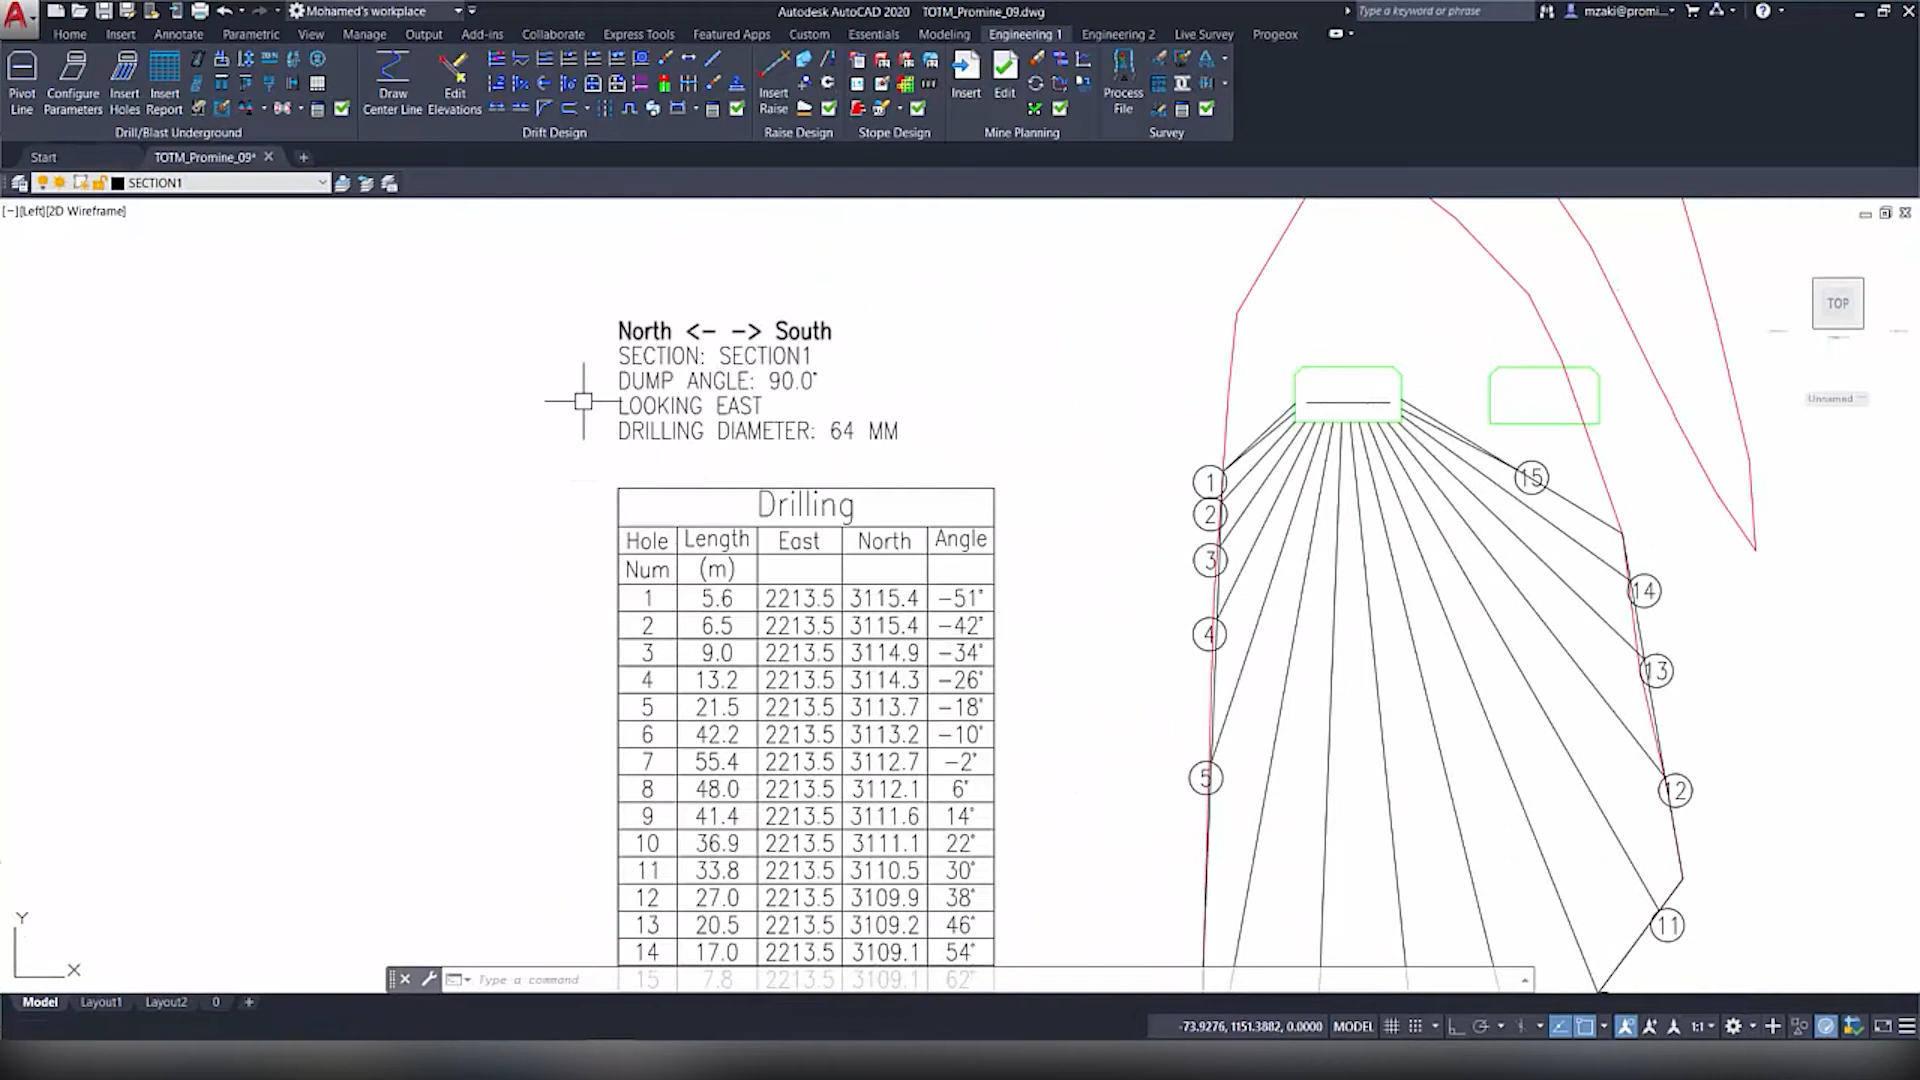 Mohamed's workplace
Autodesk AutoCAD 2020 TOTM_Promine_09.dwg
Type a keyword or phrase
mzaki@promi...
Home Insert Annotate Parametric View Manage Output Add-ins Collaborate Express Tools Featured Apps Custom Essentials Modeling Engineering 1 Engineering 2 Live Survey Progeox
Pivot Line
Configure Parameters
Insert Holes
Insert Report
Draw Center Line
Edit Elevations
Insert Raise
Insert
Edit
Process File
Drill/Blast Underground Drift Design Raise Design Stope Design Mine Planning Survey
Start TOTM_Promine_09*
SECTION1
[−][Left][2D Wireframe]
TOP
Unnamed
North <- -> South
SECTION: SECTION1
DUMP ANGLE: 90.0°
LOOKING EAST
DRILLING DIAMETER: 64 MM
Drilling
Hole Num Length (m) East North Angle
1 5.6 2213.5 3115.4 -51°
2 6.5 2213.5 3115.4 -42°
3 9.0 2213.5 3114.9 -34°
4 13.2 2213.5 3114.3 -26°
5 21.5 2213.5 3113.7 -18°
6 42.2 2213.5 3113.2 -10°
7 55.4 2213.5 3112.7 -2°
8 48.0 2213.5 3112.1 6°
9 41.4 2213.5 3111.6 14°
10 36.9 2213.5 3111.1 22°
11 33.8 2213.5 3110.5 30°
12 27.0 2213.5 3109.9 38°
13 20.5 2213.5 3109.2 46°
14 17.0 2213.5 3109.1 54°
15 7.8 2213.5 3109.1 62°
1
2
3
4
5
15
14
13
12
11
Y
X
Type a command
Model Layout1 Layout2 0
-73.9276, 1151.3882, 0.0000 MODEL
1:1